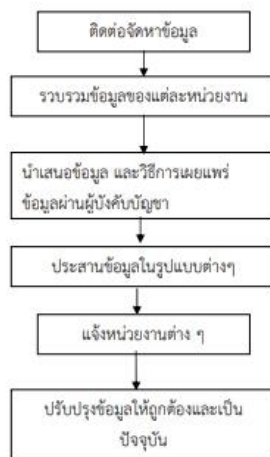 ติดต่อจัดหาข้อมูล
รวบรวมข้อมูลของแต่ละหน่วยงาน
นำเสนอข้อมูล และวิธีการเผยแพร่
ข้อมูลผ่านผู้บังคับบัญชา
ประสานข้อมูลในรูปแบบต่างๆ
แจ้งหน่วยงานต่าง ๆ
ปรับปรุงข้อมูลให้ถูกต้องและเป็น
ปัจจุบัน